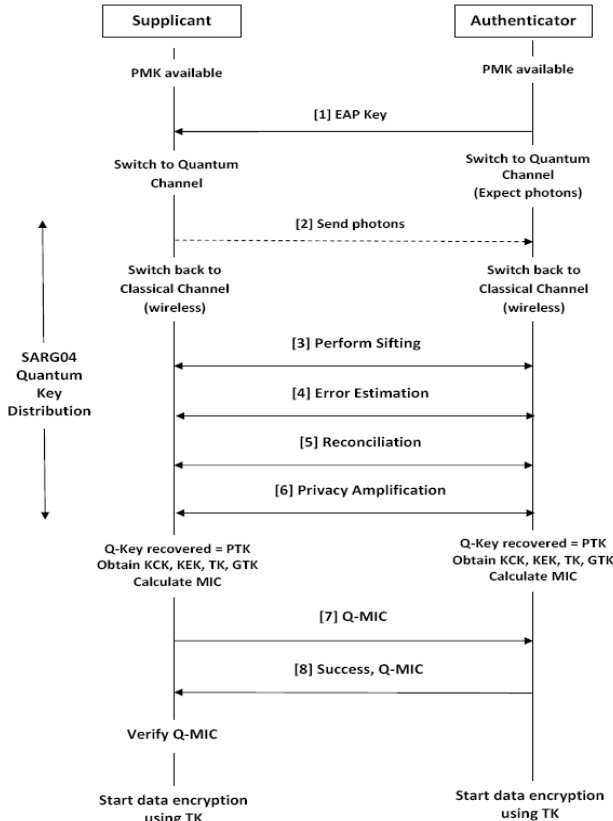 Supplicant
Authenticator
PMK available
PMK available
[1] EAP Key
Switch to Quantum
Channel
Switch to Quantum
Channel
(Expect photons)
[2] Send photons
Switch back to
Classical Channel
(wireless)
Switch back to
Classical Channel
(wireless)
SARG04
Quantum
Key
Distribution
[3] Perform Sifting
[4] Error Estimation
[5] Reconciliation
[6] Privacy Amplification
Q-Key recovered = PTK
Obtain KCK, KEK, TK, GTK
Calculate MIC
Q-Key recovered = PTK
Obtain KCK, KEK, TK, GTK
Calculate MIC
[7] Q-MIC
[8] Success, Q-MIC
Verify Q-MIC
Start data encryption
using TK
Start data encryption
using TK